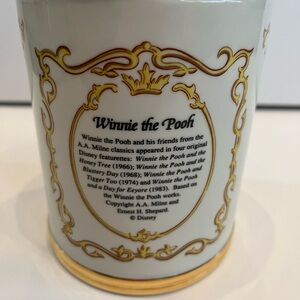 Winnie the Pooh
Winnie the Pooh and his friends from the
A.A. Milne classics appeared in four original
Disney featurettes: Winnie the Pooh and the
Honey Tree (1966); Winnie the Pooh and the
Blustery Day (1968); Winnie the Pooh and
Tigger Too (1974) and Winnie the Pooh
and a Day for Eeyore (1983). Based on
the Winnie the Pooh works.
Copyright A.A. Milne and
Ernest H. Shepard.
© Disney